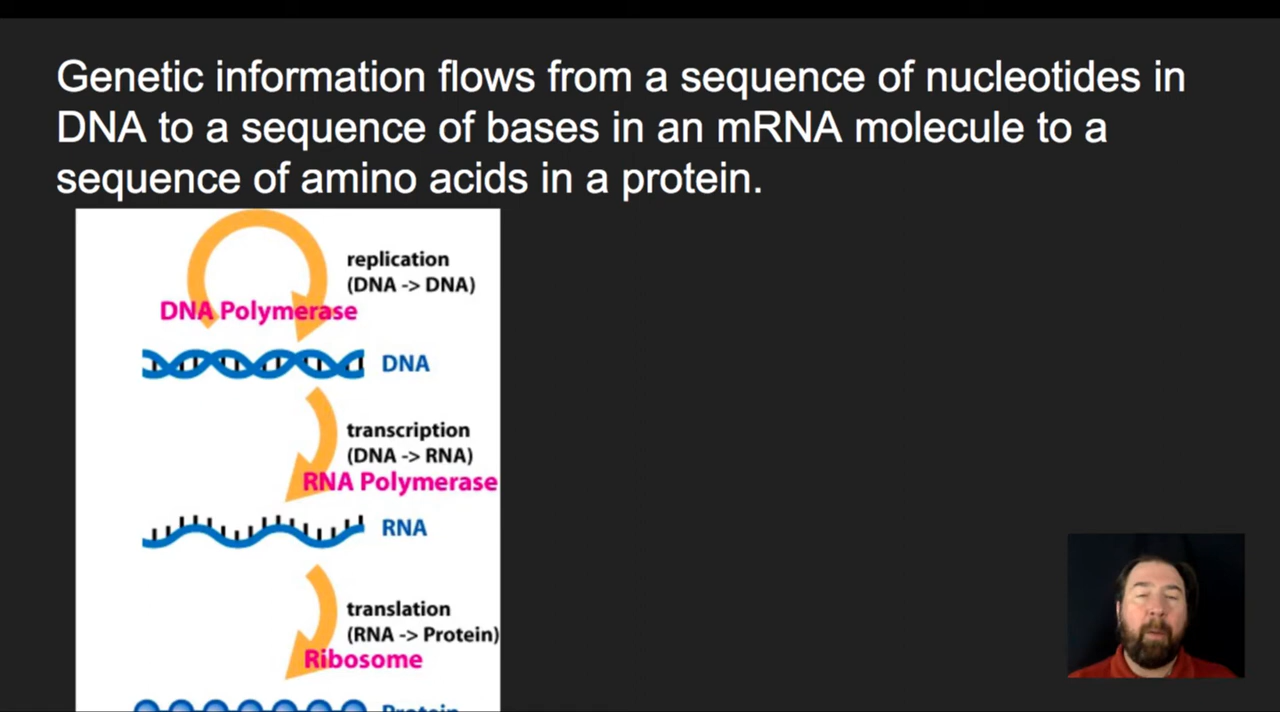 Genetic information flows from a sequence of nucleotides in
DNA to a sequence of bases in an mRNA molecule to a
sequence of amino acids in a protein.
replication
(DNA -> DNA)
DNA Polymerase
DNA
transcription
(DNA -> RNA)
RNA Polymerase
RNA
translation
(RNA -> Protein)
Ribosome
Protein